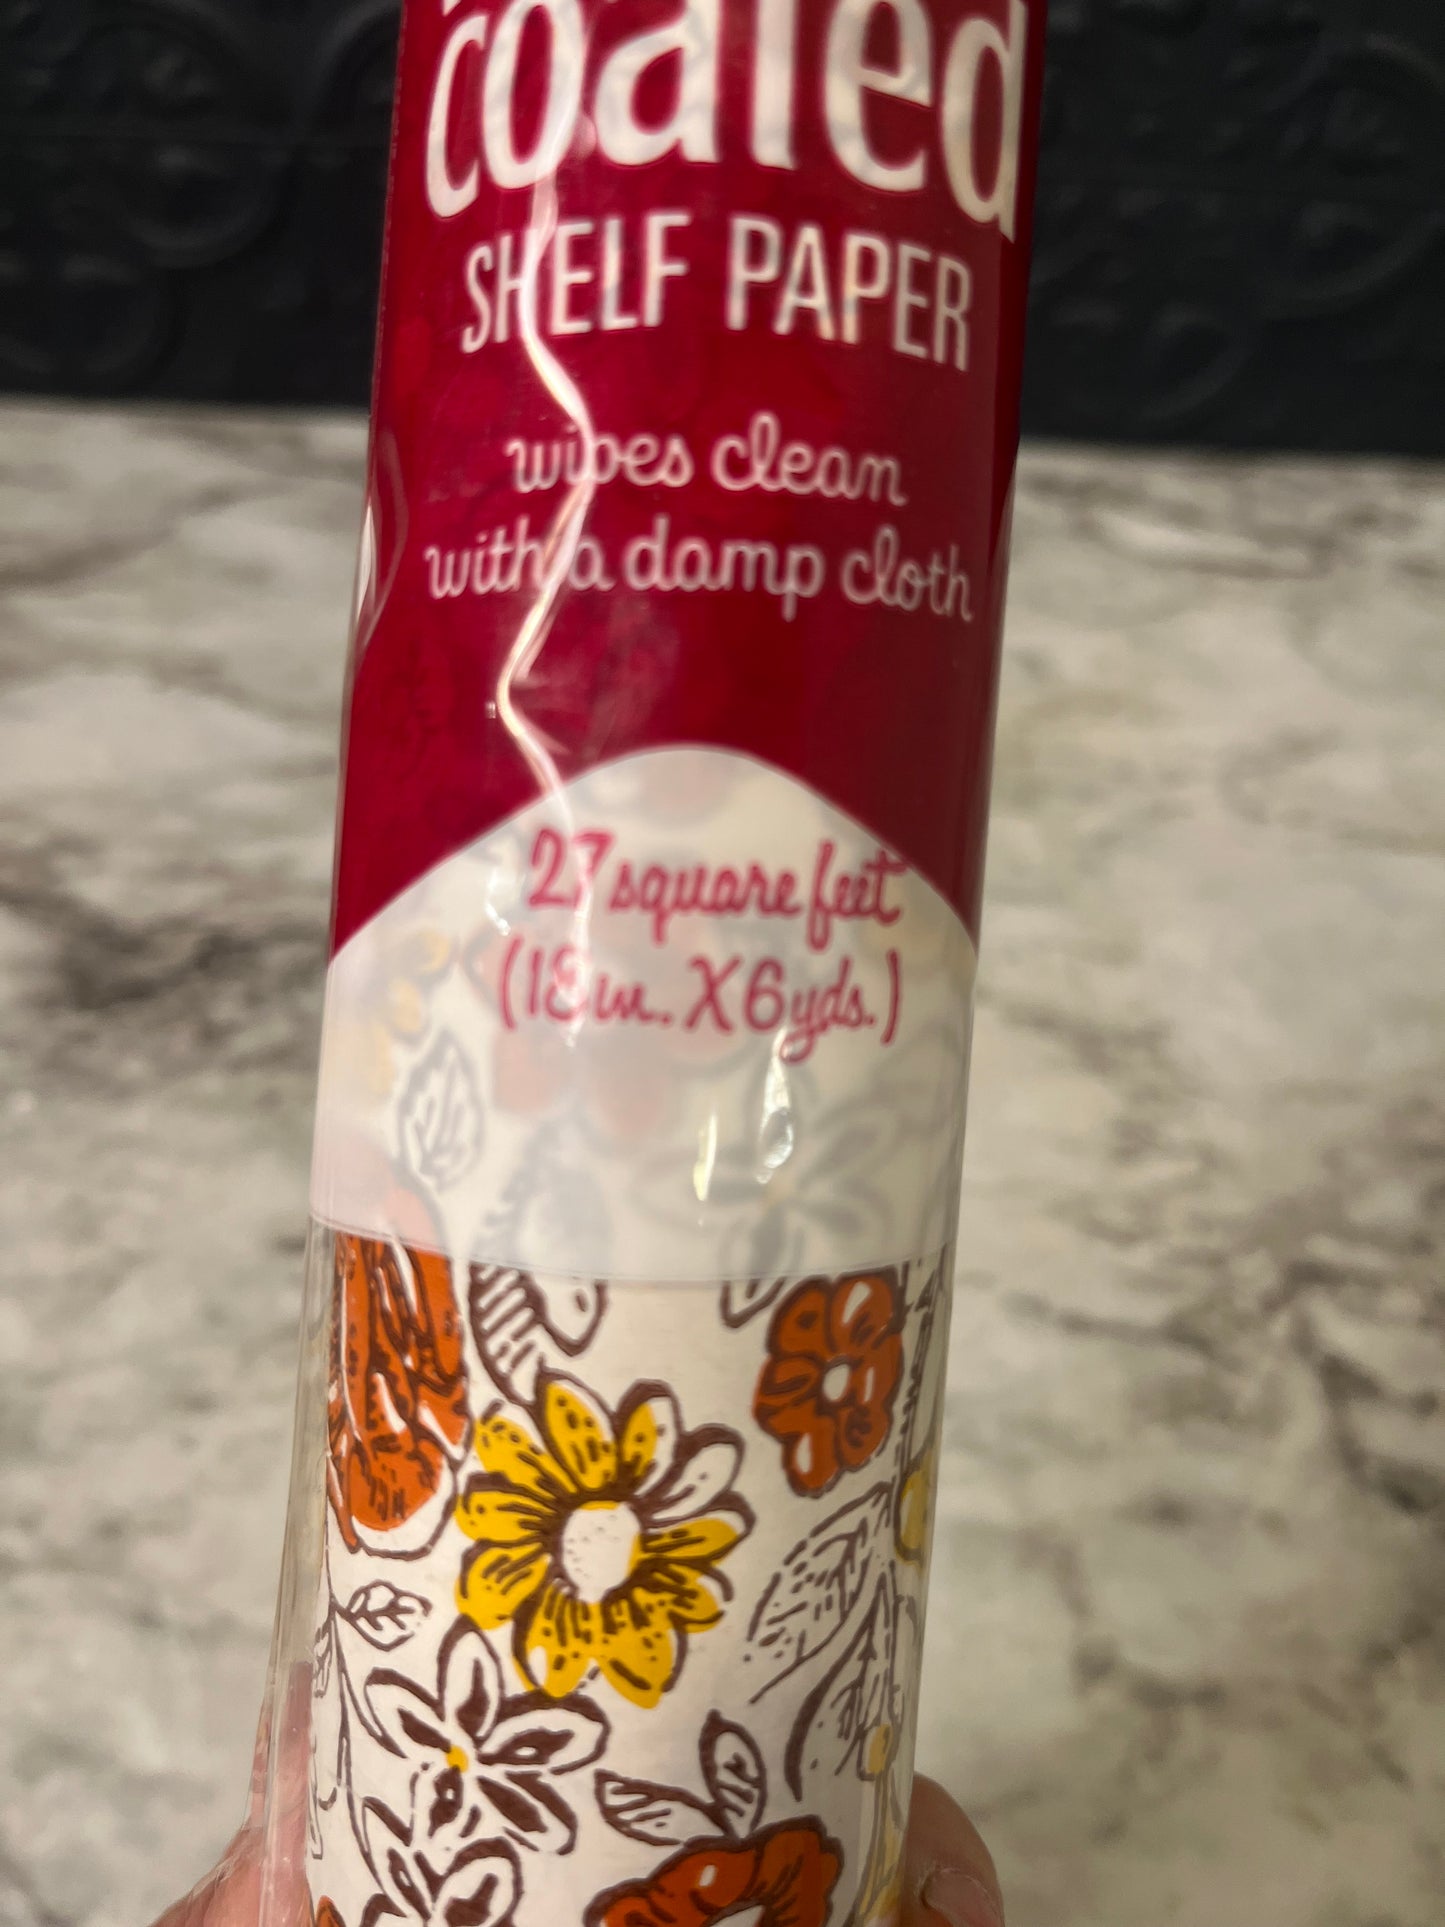 coated
SHELF PAPER
wipes clean
with a damp cloth
27 square feet
(18 in. X 6 yds.)